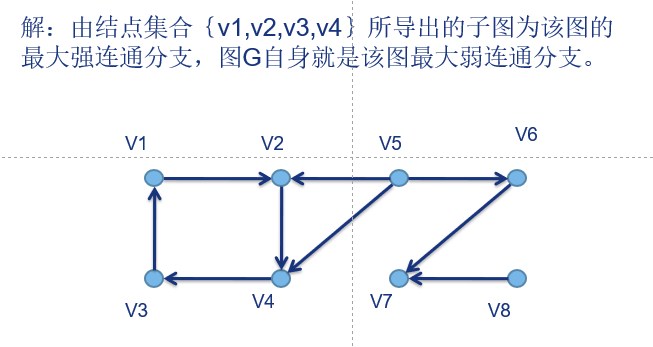 解：由结点集合｛v1,v2,v3,v4｝所导出的子图为该图的
最大强连通分支，图G自身就是该图最大弱连通分支。
V1 V2 V5 V6
V3 V4 V7 V8